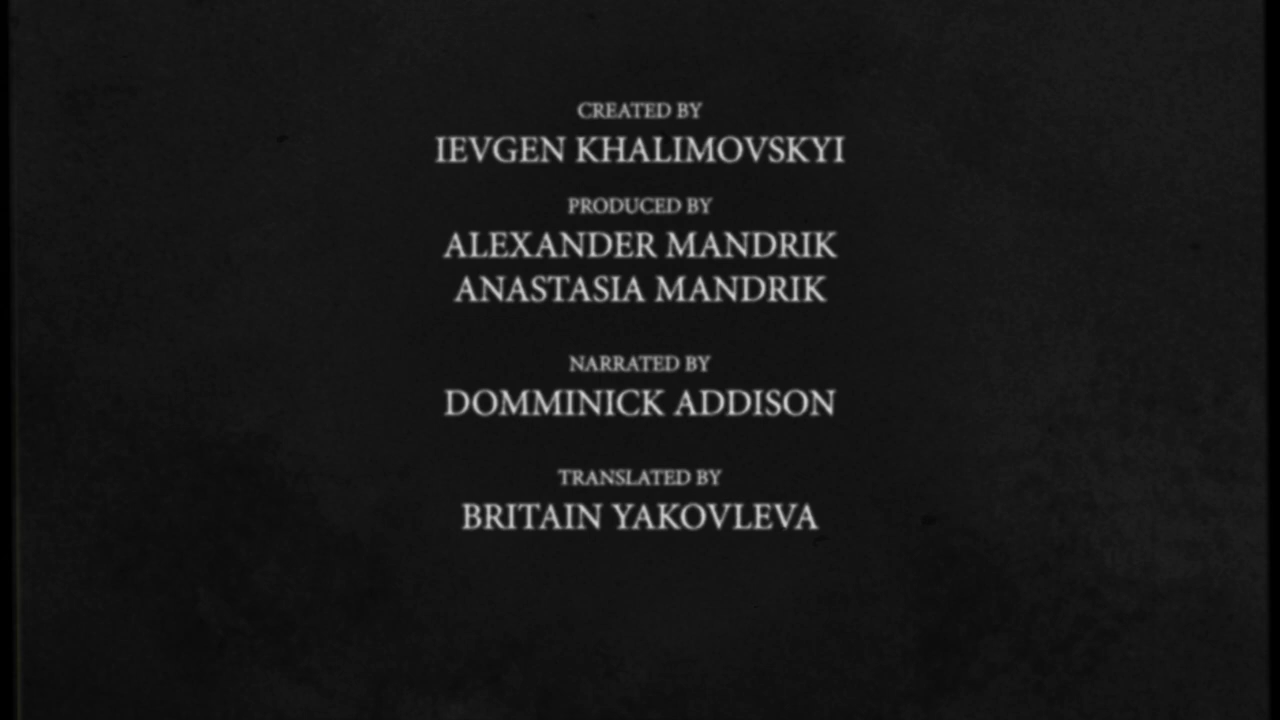 CREATED BY
IEVGEN KHALIMOVSKYI
PRODUCED BY
ALEXANDER MANDRIK
ANASTASIA MANDRIK
NARRATED BY
DOMMINICK ADDISON
TRANSLATED BY
BRITAIN YAKOVLEVA